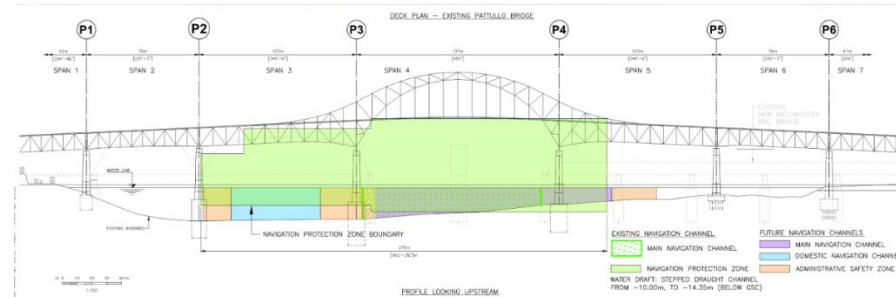 DECK PLAN – EXISTING PATTULLO BRIDGE
P1
P2
P3
P4
P5
P6
SPAN 1
SPAN 2
SPAN 3
SPAN 4
SPAN 5
SPAN 6
SPAN 7
EXISTING
NEW WESTMINSTER
RAIL BRIDGE
WATER LINE
EXISTING RIVERBED
NAVIGATION PROTECTION ZONE BOUNDARY
EXISTING NAVIGATION CHANNEL
MAIN NAVIGATION CHANNEL
NAVIGATION PROTECTION ZONE
WATER DRAFT: STEPPED DRAUGHT CHANNEL
FROM -10.00m, TO -14.35m (BELOW GSC)
FUTURE NAVIGATION CHANNELS
MAIN NAVIGATION CHANNEL
DOMESTIC NAVIGATION CHANNE
ADMINISTRATIVE SAFETY ZONE
PROFILE LOOKING UPSTREAM